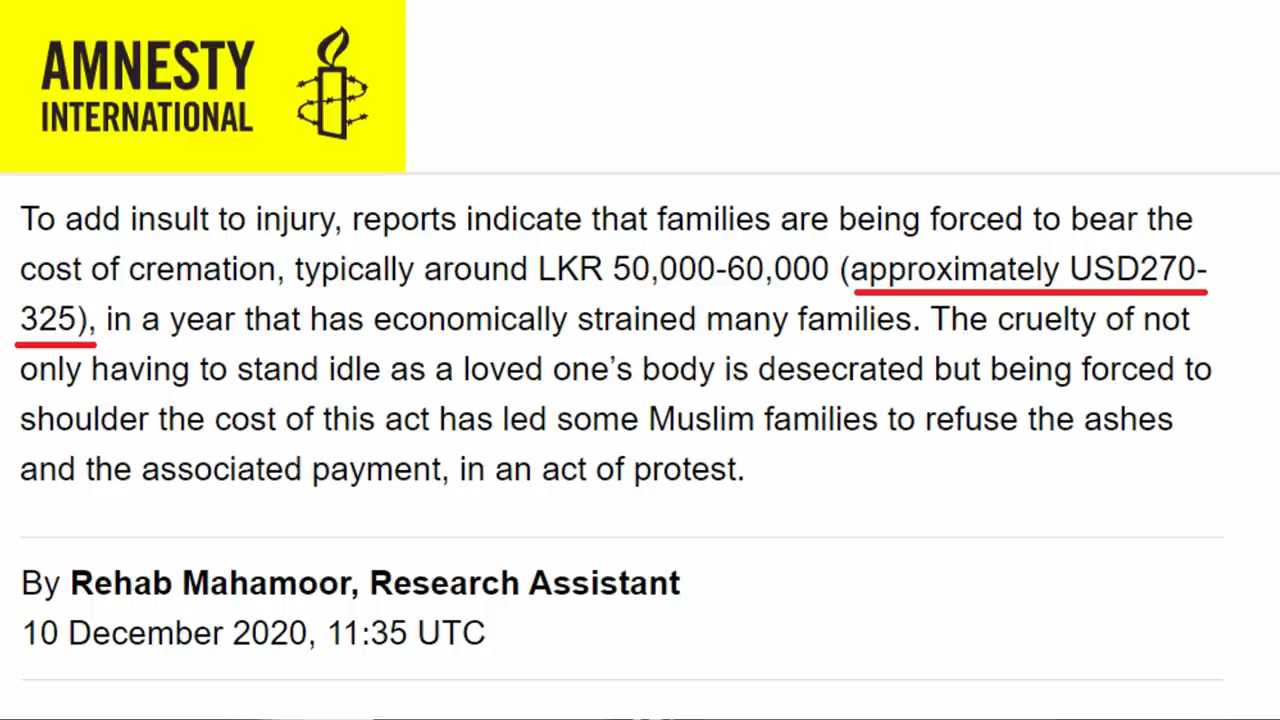 AMNESTY
INTERNATIONAL
To add insult to injury, reports indicate that families are being forced to bear the
cost of cremation, typically around LKR 50,000-60,000 (approximately USD270-
325), in a year that has economically strained many families. The cruelty of not
only having to stand idle as a loved one’s body is desecrated but being forced to
shoulder the cost of this act has led some Muslim families to refuse the ashes
and the associated payment, in an act of protest.
By Rehab Mahamoor, Research Assistant
10 December 2020, 11:35 UTC